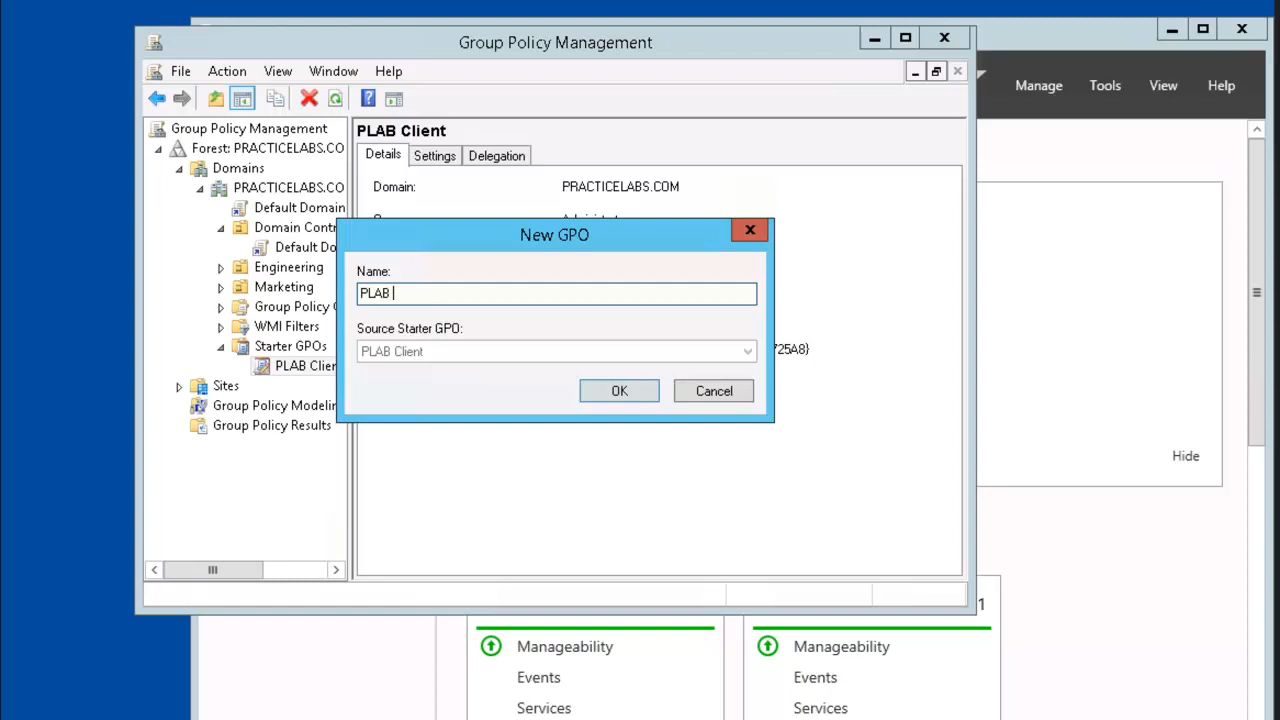 Group Policy Management
File Action View Window Help
Manage Tools View Help
Group Policy Management
Forest: PRACTICELABS.CO
Domains
PRACTICELABS.CO
Default Domain
Domain Contr
Default Do
Engineering
Marketing
Group Policy
WMI Filters
Starter GPOs
PLAB Clien
Sites
Group Policy Modelin
Group Policy Results
PLAB Client
Details Settings Delegation
Domain: PRACTICELABS.COM
New GPO
Name:
PLAB
Source Starter GPO:
PLAB Client
OK Cancel
725A8}
Hide
1
Manageability Manageability
Events Events
Services Services